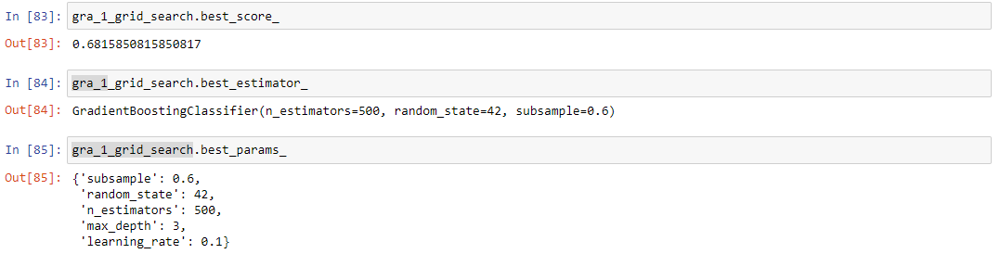 In [83]: gra_1_grid_search.best_score_
Out[83]: 0.6815850815850817
In [84]: gra_1_grid_search.best_estimator_
Out[84]: GradientBoostingClassifier(n_estimators=500, random_state=42, subsample=0.6)
In [85]: gra_1_grid_search.best_params_
Out[85]: {'subsample': 0.6,
'random_state': 42,
'n_estimators': 500,
'max_depth': 3,
'learning_rate': 0.1}